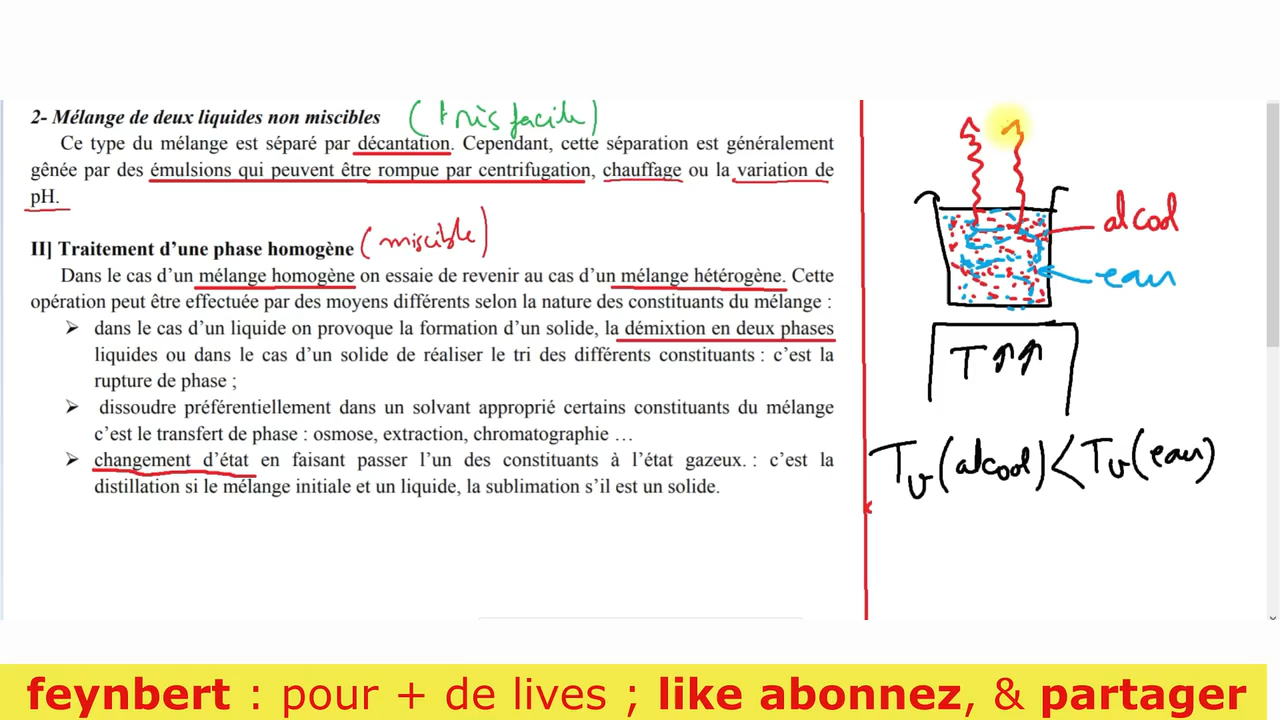 2- Mélange de deux liquides non miscibles (très facile)
Ce type du mélange est séparé par décantation. Cependant, cette séparation est généralement
gênée par des émulsions qui peuvent être rompue par centrifugation, chauffage ou la variation de
pH.
II] Traitement d'une phase homogène (miscible)
Dans le cas d'un mélange homogène on essaie de revenir au cas d'un mélange hétérogène. Cette
opération peut être effectuée par des moyens différents selon la nature des constituants du mélange :
➢ dans le cas d'un liquide on provoque la formation d'un solide, la démixtion en deux phases
liquides ou dans le cas d'un solide de réaliser le tri des différents constituants : c'est la
rupture de phase ;
➢ dissoudre préférentiellement dans un solvant approprié certains constituants du mélange
c'est le transfert de phase : osmose, extraction, chromatographie …
➢ changement d'état en faisant passer l'un des constituants à l'état gazeux. : c'est la
distillation si le mélange initiale et un liquide, la sublimation s'il est un solide.
alcool
eau
T↑↑
Tv(alcool) < Tv(eau)
feynbert : pour + de lives ; like abonnez, & partager